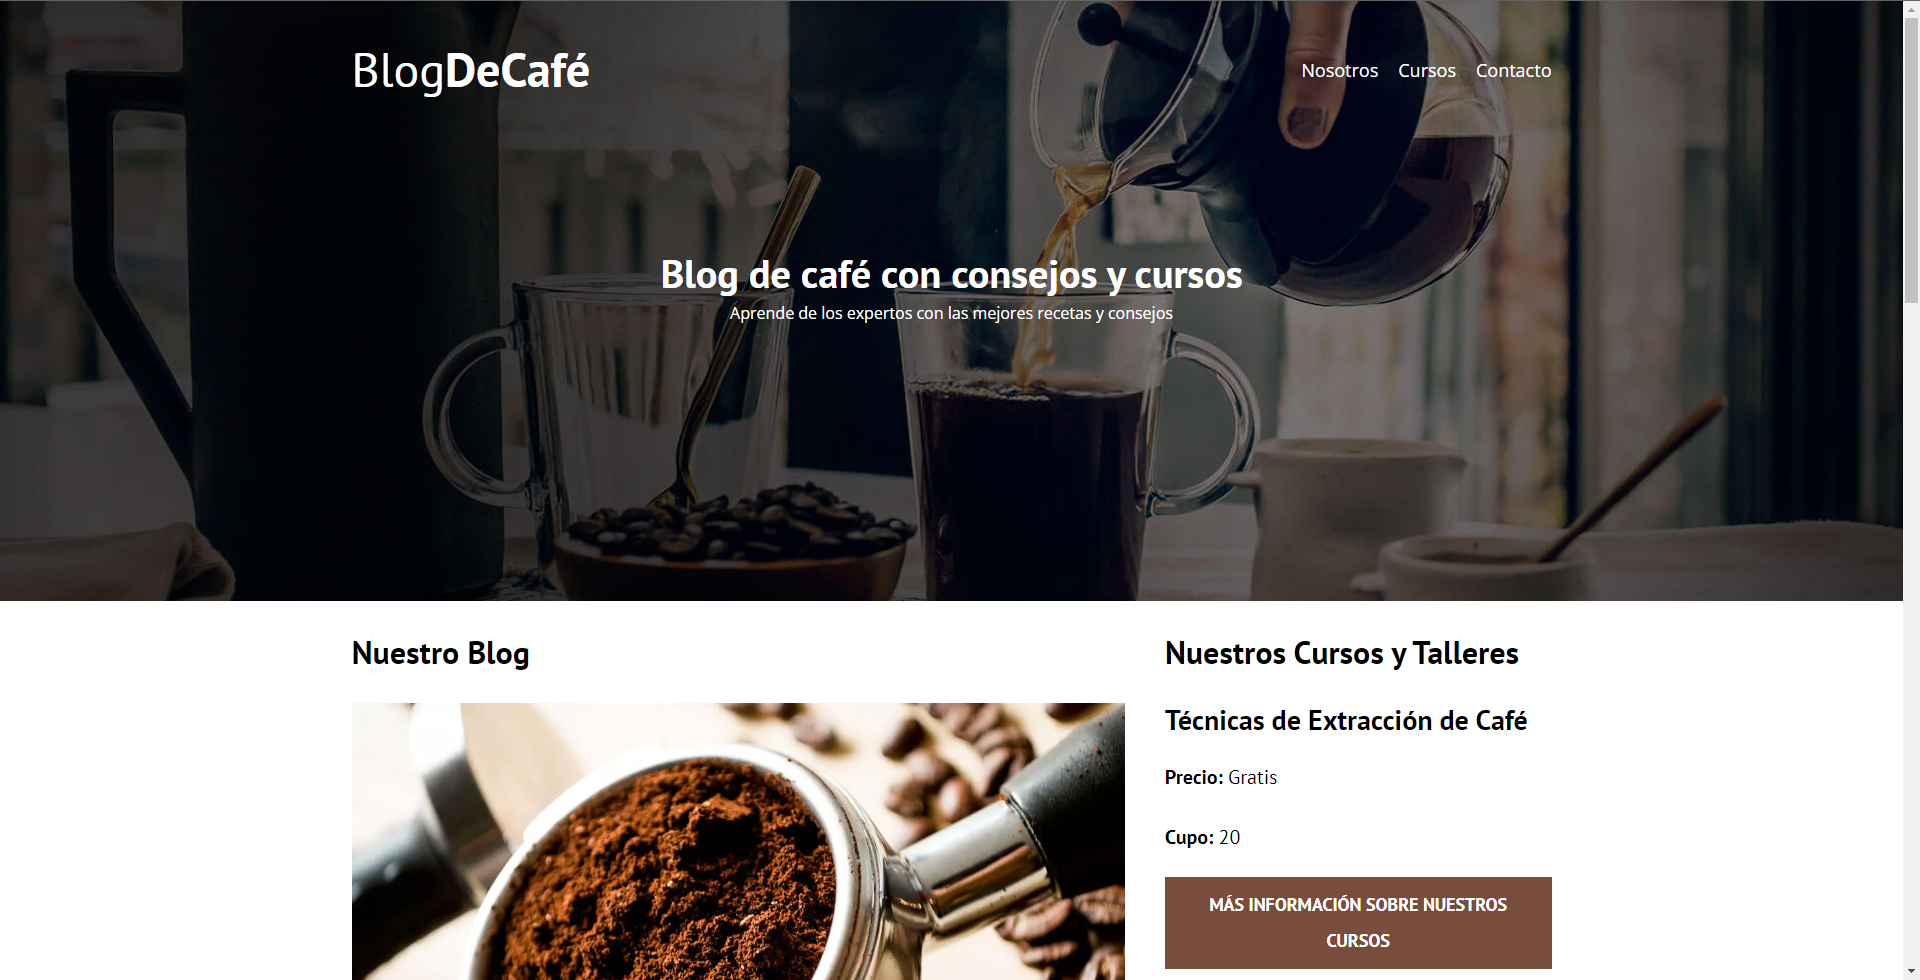 BlogDeCafé
Nosotros Cursos Contacto
Blog de café con consejos y cursos
Aprende de los expertos con las mejores recetas y consejos
Nuestro Blog
Nuestros Cursos y Talleres
Técnicas de Extracción de Café
Precio: Gratis
Cupo: 20
MÁS INFORMACIÓN SOBRE NUESTROS
CURSOS